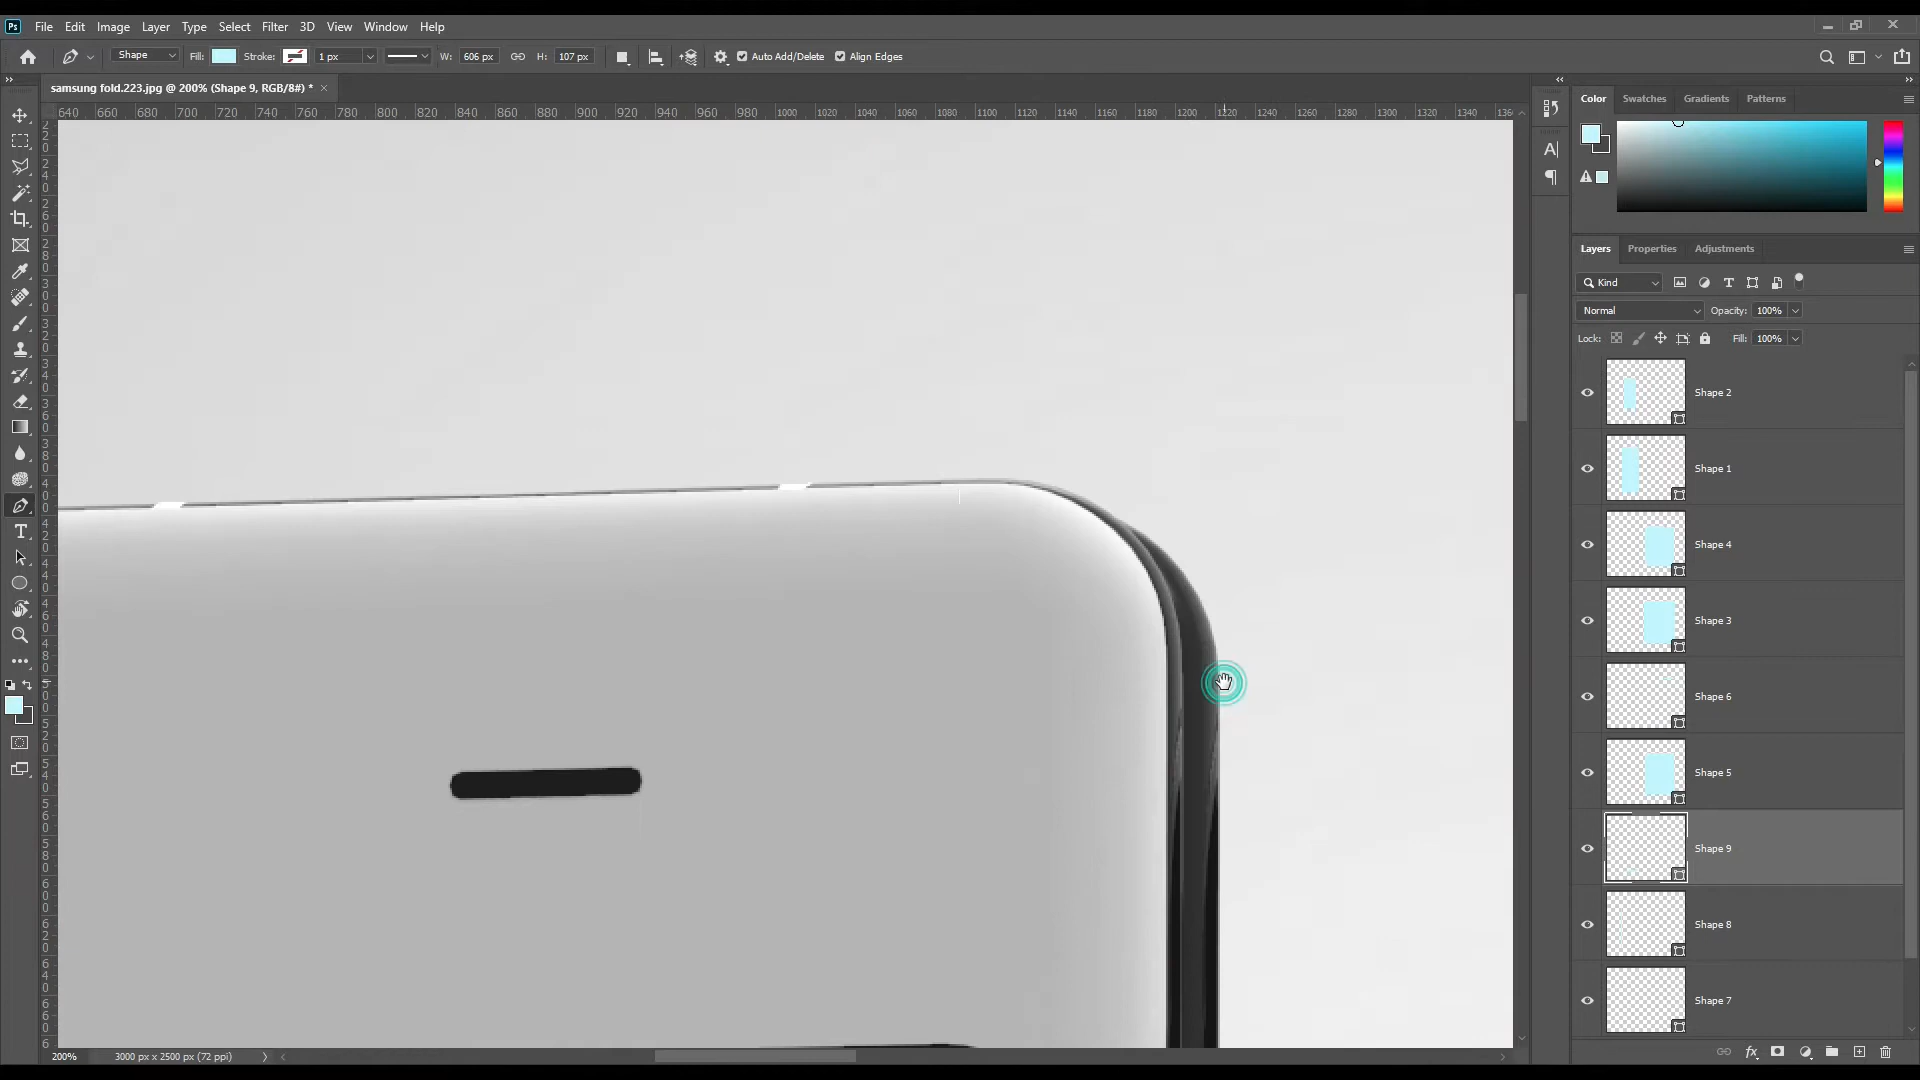 Ps File Edit Image Layer Type Select Filter 3D View Window Help
Shape Fill: Stroke: 1 px W: 606 px H: 107 px Auto Add/Delete Align Edges
samsung fold.223.jpg @ 200% (Shape 9, RGB/8#) * ×
640 660 680 700 720 740 760 780 800 820 840 860 880 900 920 940 960 980 1000 1020 1040 1060 1080 1100 1120 1140 1160 1180 1200 1220 1240 1260 1280 1300 1320 1340 136
Color Swatches Gradients Patterns
Layers Properties Adjustments
Kind
Normal Opacity: 100%
Lock: Fill: 100%
Shape 2
Shape 1
Shape 4
Shape 3
Shape 6
Shape 5
Shape 9
Shape 8
Shape 7
200% 3000 px x 2500 px (72 ppi)